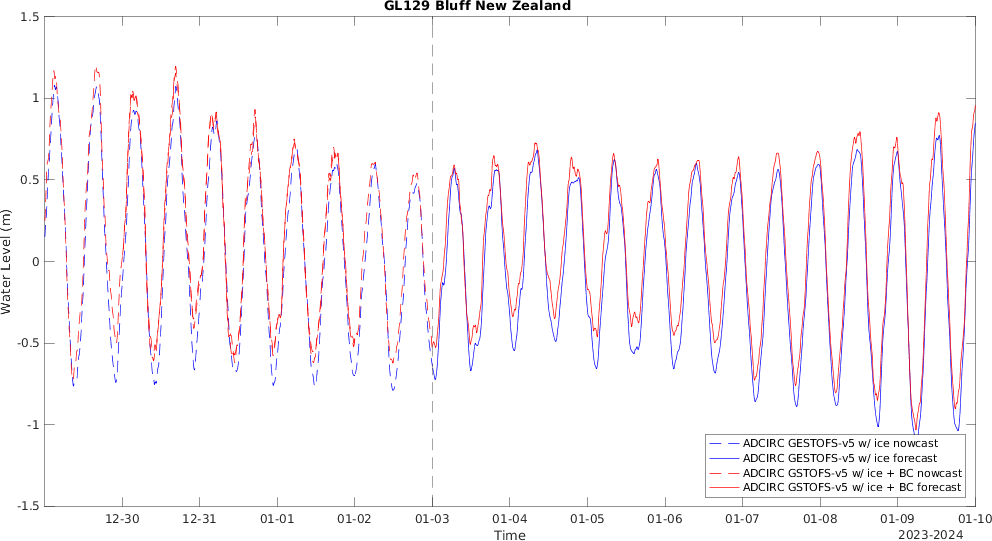 GL129 Bluff New Zealand
1.5
1
0.5
0
-0.5
-1
-1.5
Water Level (m)
ADCIRC GESTOFS-v5 w/ ice nowcast
ADCIRC GESTOFS-v5 w/ ice forecast
ADCIRC GSTOFS-v5 w/ ice + BC nowcast
ADCIRC GSTOFS-v5 w/ ice + BC forecast
12-30 12-31 01-01 01-02 01-03 01-04 01-05 01-06 01-07 01-08 01-09 01-10
Time
2023-2024